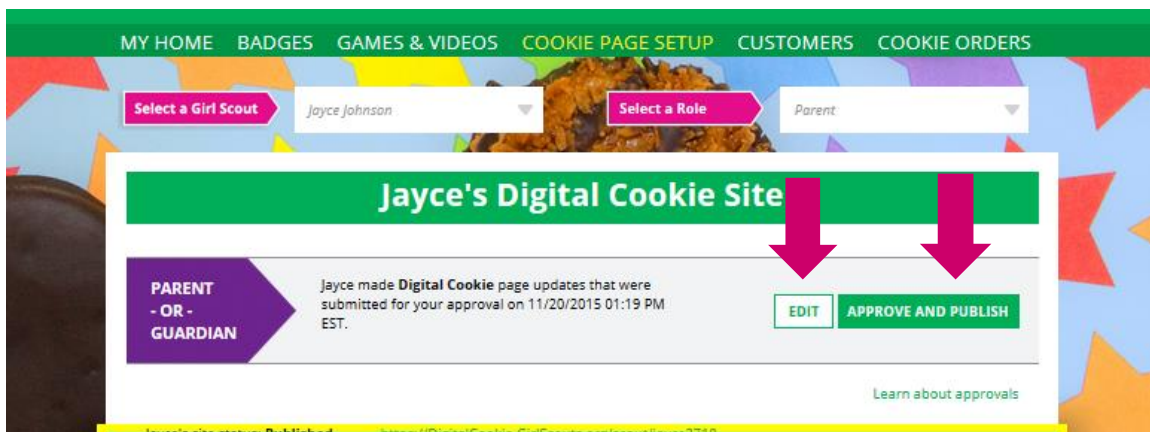 MY HOME BADGES GAMES & VIDEOS COOKIE PAGE SETUP CUSTOMERS COOKIE ORDERS
Select a Girl Scout Jayce Johnson Select a Role Parent
Jayce's Digital Cookie Site
PARENT
- OR -
GUARDIAN
Jayce made Digital Cookie page updates that were
submitted for your approval on 11/20/2015 01:19 PM
EST.
EDIT APPROVE AND PUBLISH
Learn about approvals